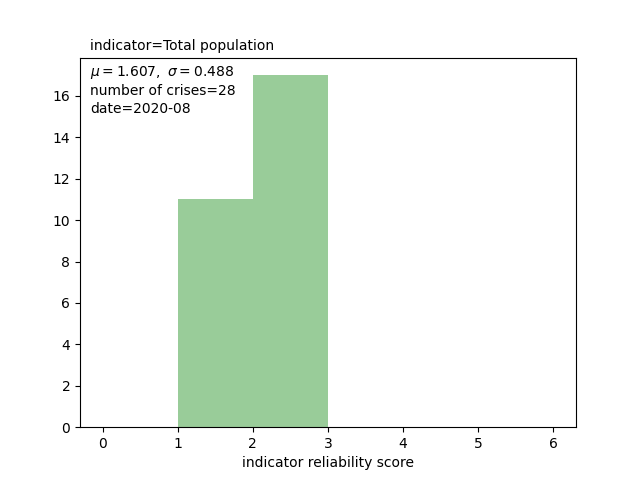 indicator=Total population
μ = 1.607, σ = 0.488
number of crises=28
date=2020-08
16
14
12
10
8
6
4
2
0
0 1 2 3 4 5 6
indicator reliability score